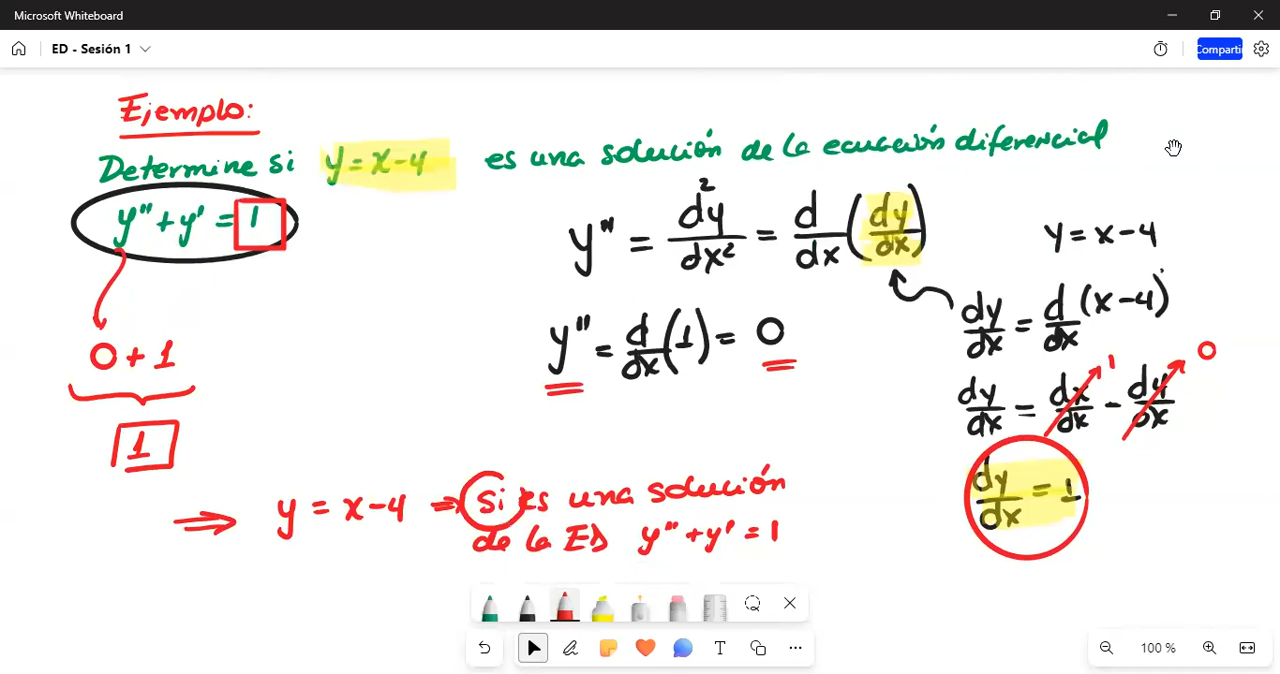 Microsoft Whiteboard
ED - Sesión 1
Compartir
Ejemplo:
Determine si y = x - 4 es una solución de la ecuación diferencial
y'' + y' = 1
0 + 1
1
y'' = d²y/dx² = d/dx (dy/dx)
y'' = d/dx (1) = 0
y = x - 4
dy/dx = d/dx (x - 4)
dy/dx = dx/dx - d4/dx
1
0
dy/dx = 1
⇒ y = x - 4 ⇒ si es una solución
de la ED y'' + y' = 1
100 %